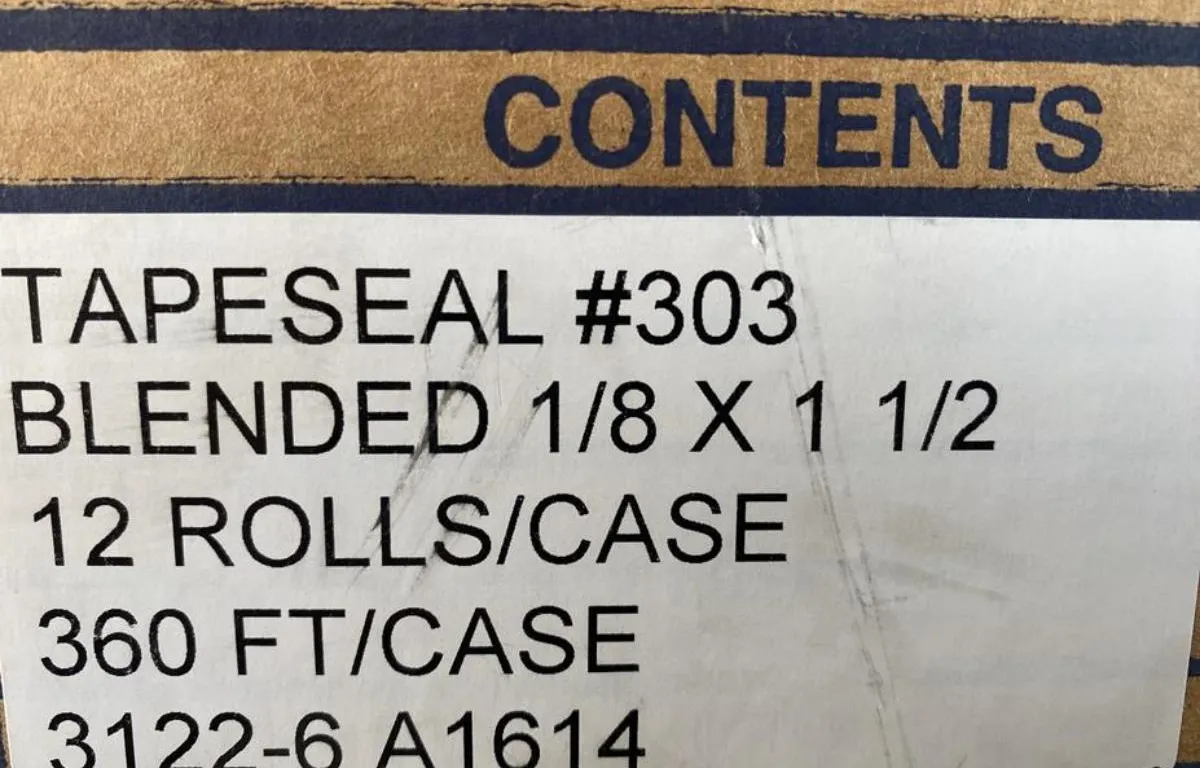 CONTENTS
TAPESEAL #303
BLENDED 1/8 X 1 1/2
12 ROLLS/CASE
360 FT/CASE
3122-6 A1614